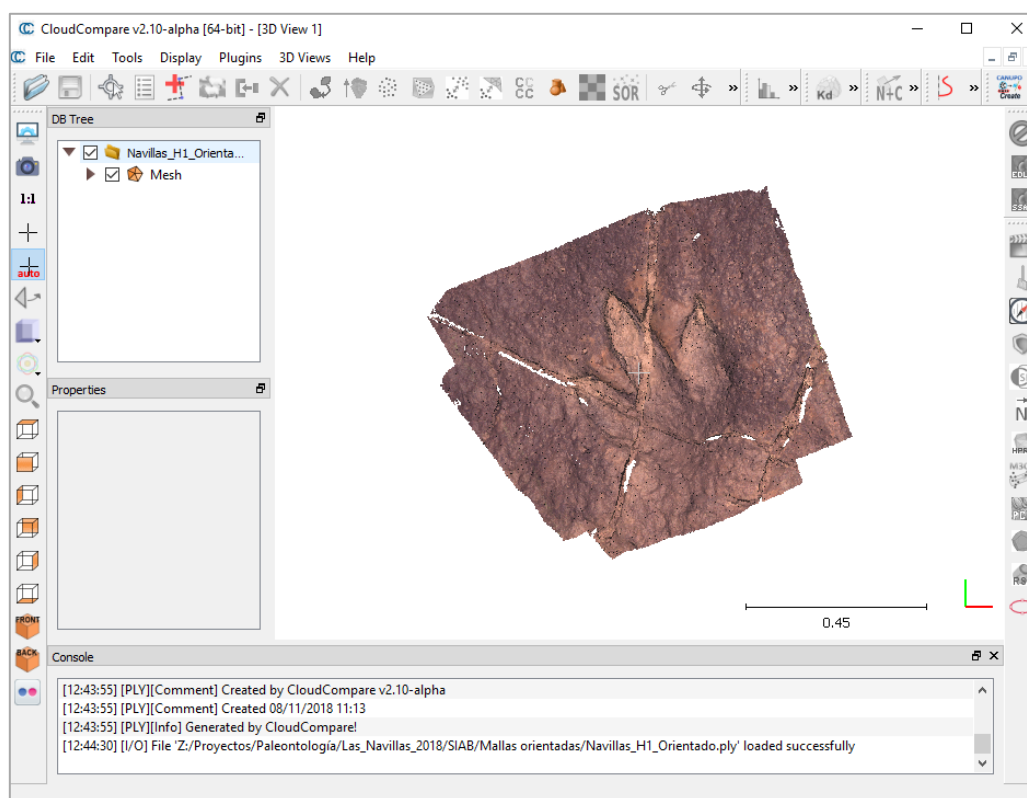 CloudCompare v2.10-alpha [64-bit] - [3D View 1]
File Edit Tools Display Plugins 3D Views Help
SOR » » Kd » N+C » » CANUPO Create
DB Tree
Navillas_H1_Orienta...
Mesh
1:1
auto
Properties
FRONT
BACK
EDL
N
HPR
0.45
Console
[12:43:55] [PLY][Comment] Created by CloudCompare v2.10-alpha
[12:43:55] [PLY][Comment] Created 08/11/2018 11:13
[12:43:55] [PLY][Info] Generated by CloudCompare!
[12:44:30] [I/O] File 'Z:/Proyectos/Paleontología/Las_Navillas_2018/SIAB/Mallas orientadas/Navillas_H1_Orientado.ply' loaded successfully